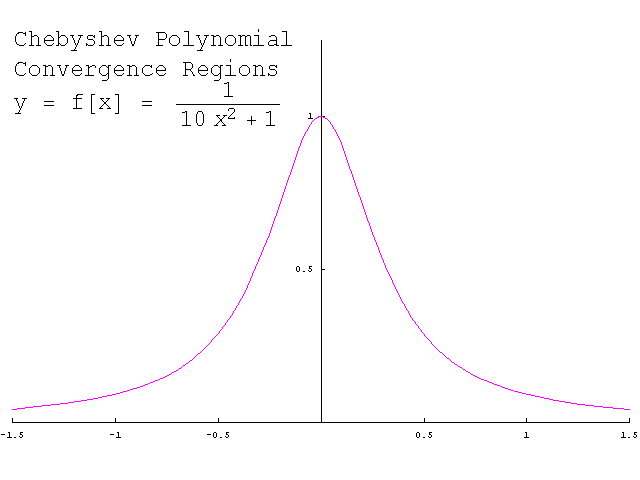 Chebyshev Polynomial
Convergence Regions
y = f[x] = 1 / (10 x² + 1)
1
0.5
-1.5 -1 -0.5 0.5 1 1.5